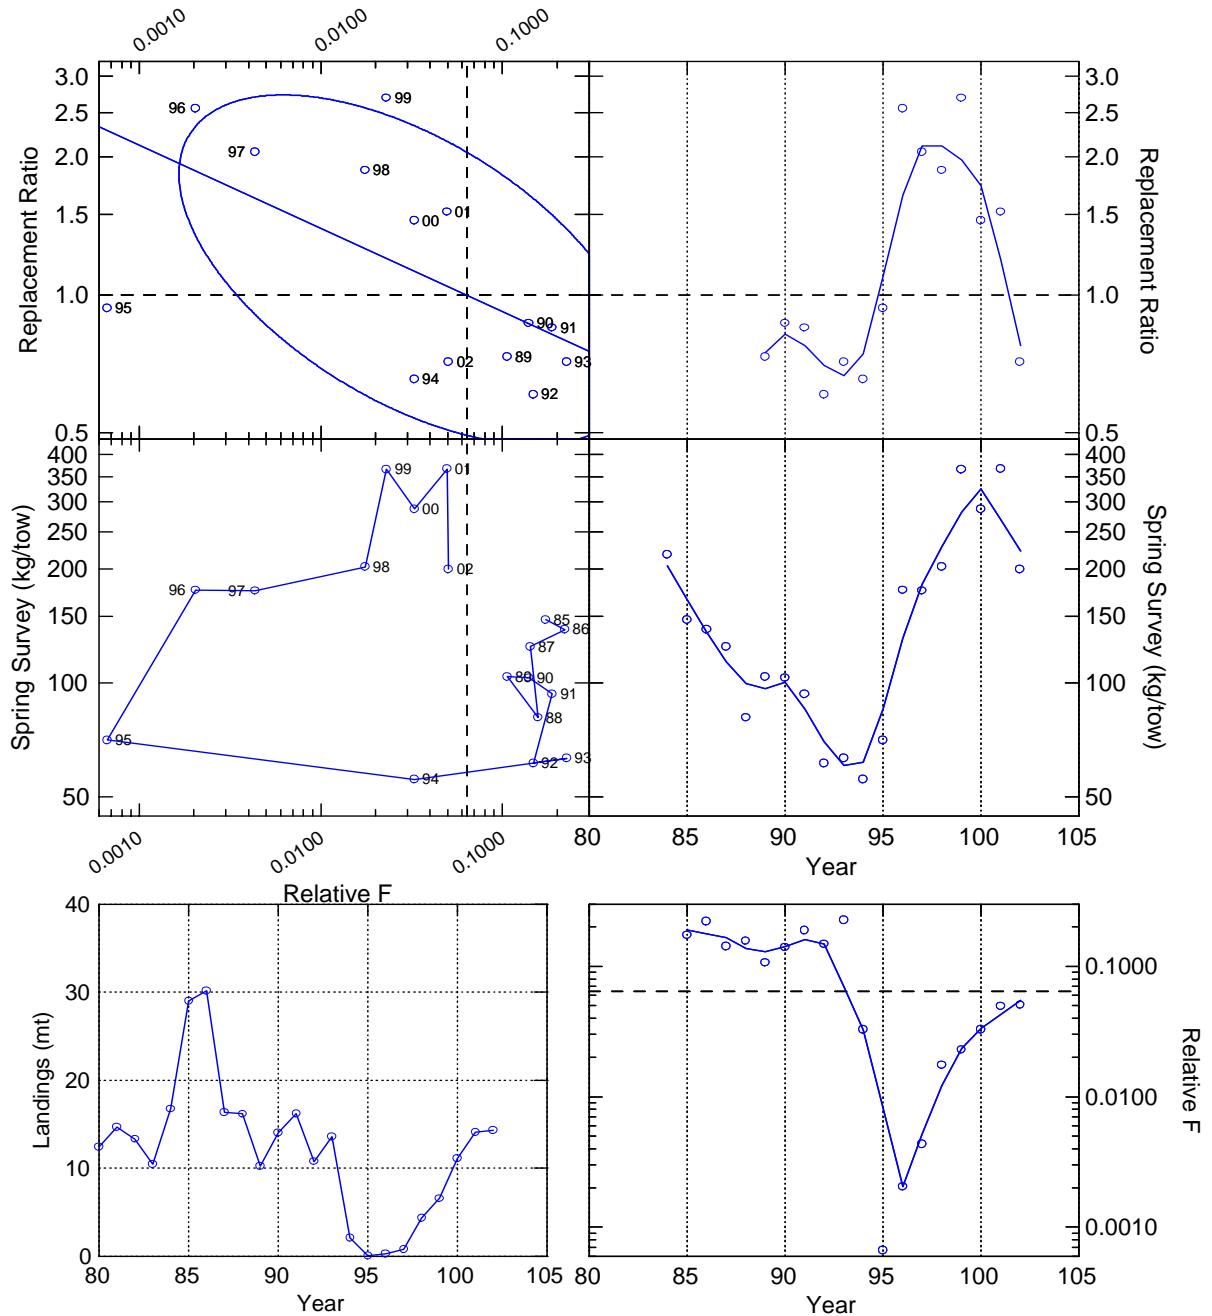 0.0010 0.0100 0.1000
3.0 3.0
2.5 2.5
2.0 2.0
1.5 1.5
1.0 1.0
0.5 0.5
Replacement Ratio
96 99
97 98
00 01
95
90 91
89 93
02
94 92
Replacement Ratio
400 400
350 350
300 300
250 250
200 200
150 150
100 100
50 50
Spring Survey (kg/tow)
99 01
00
98 02
96 97
85 86
87
89 90
91
88
95
92 93
94
Spring Survey (kg/tow)
0.0010 0.0100 0.1000
Relative F
80 85 90 95 100 105
Year
40
30
20
10
0
Landings (mt)
80 85 90 95 100 105
Year
0.1000
0.0100
0.0010
Relative F
80 85 90 95 100 105
Year